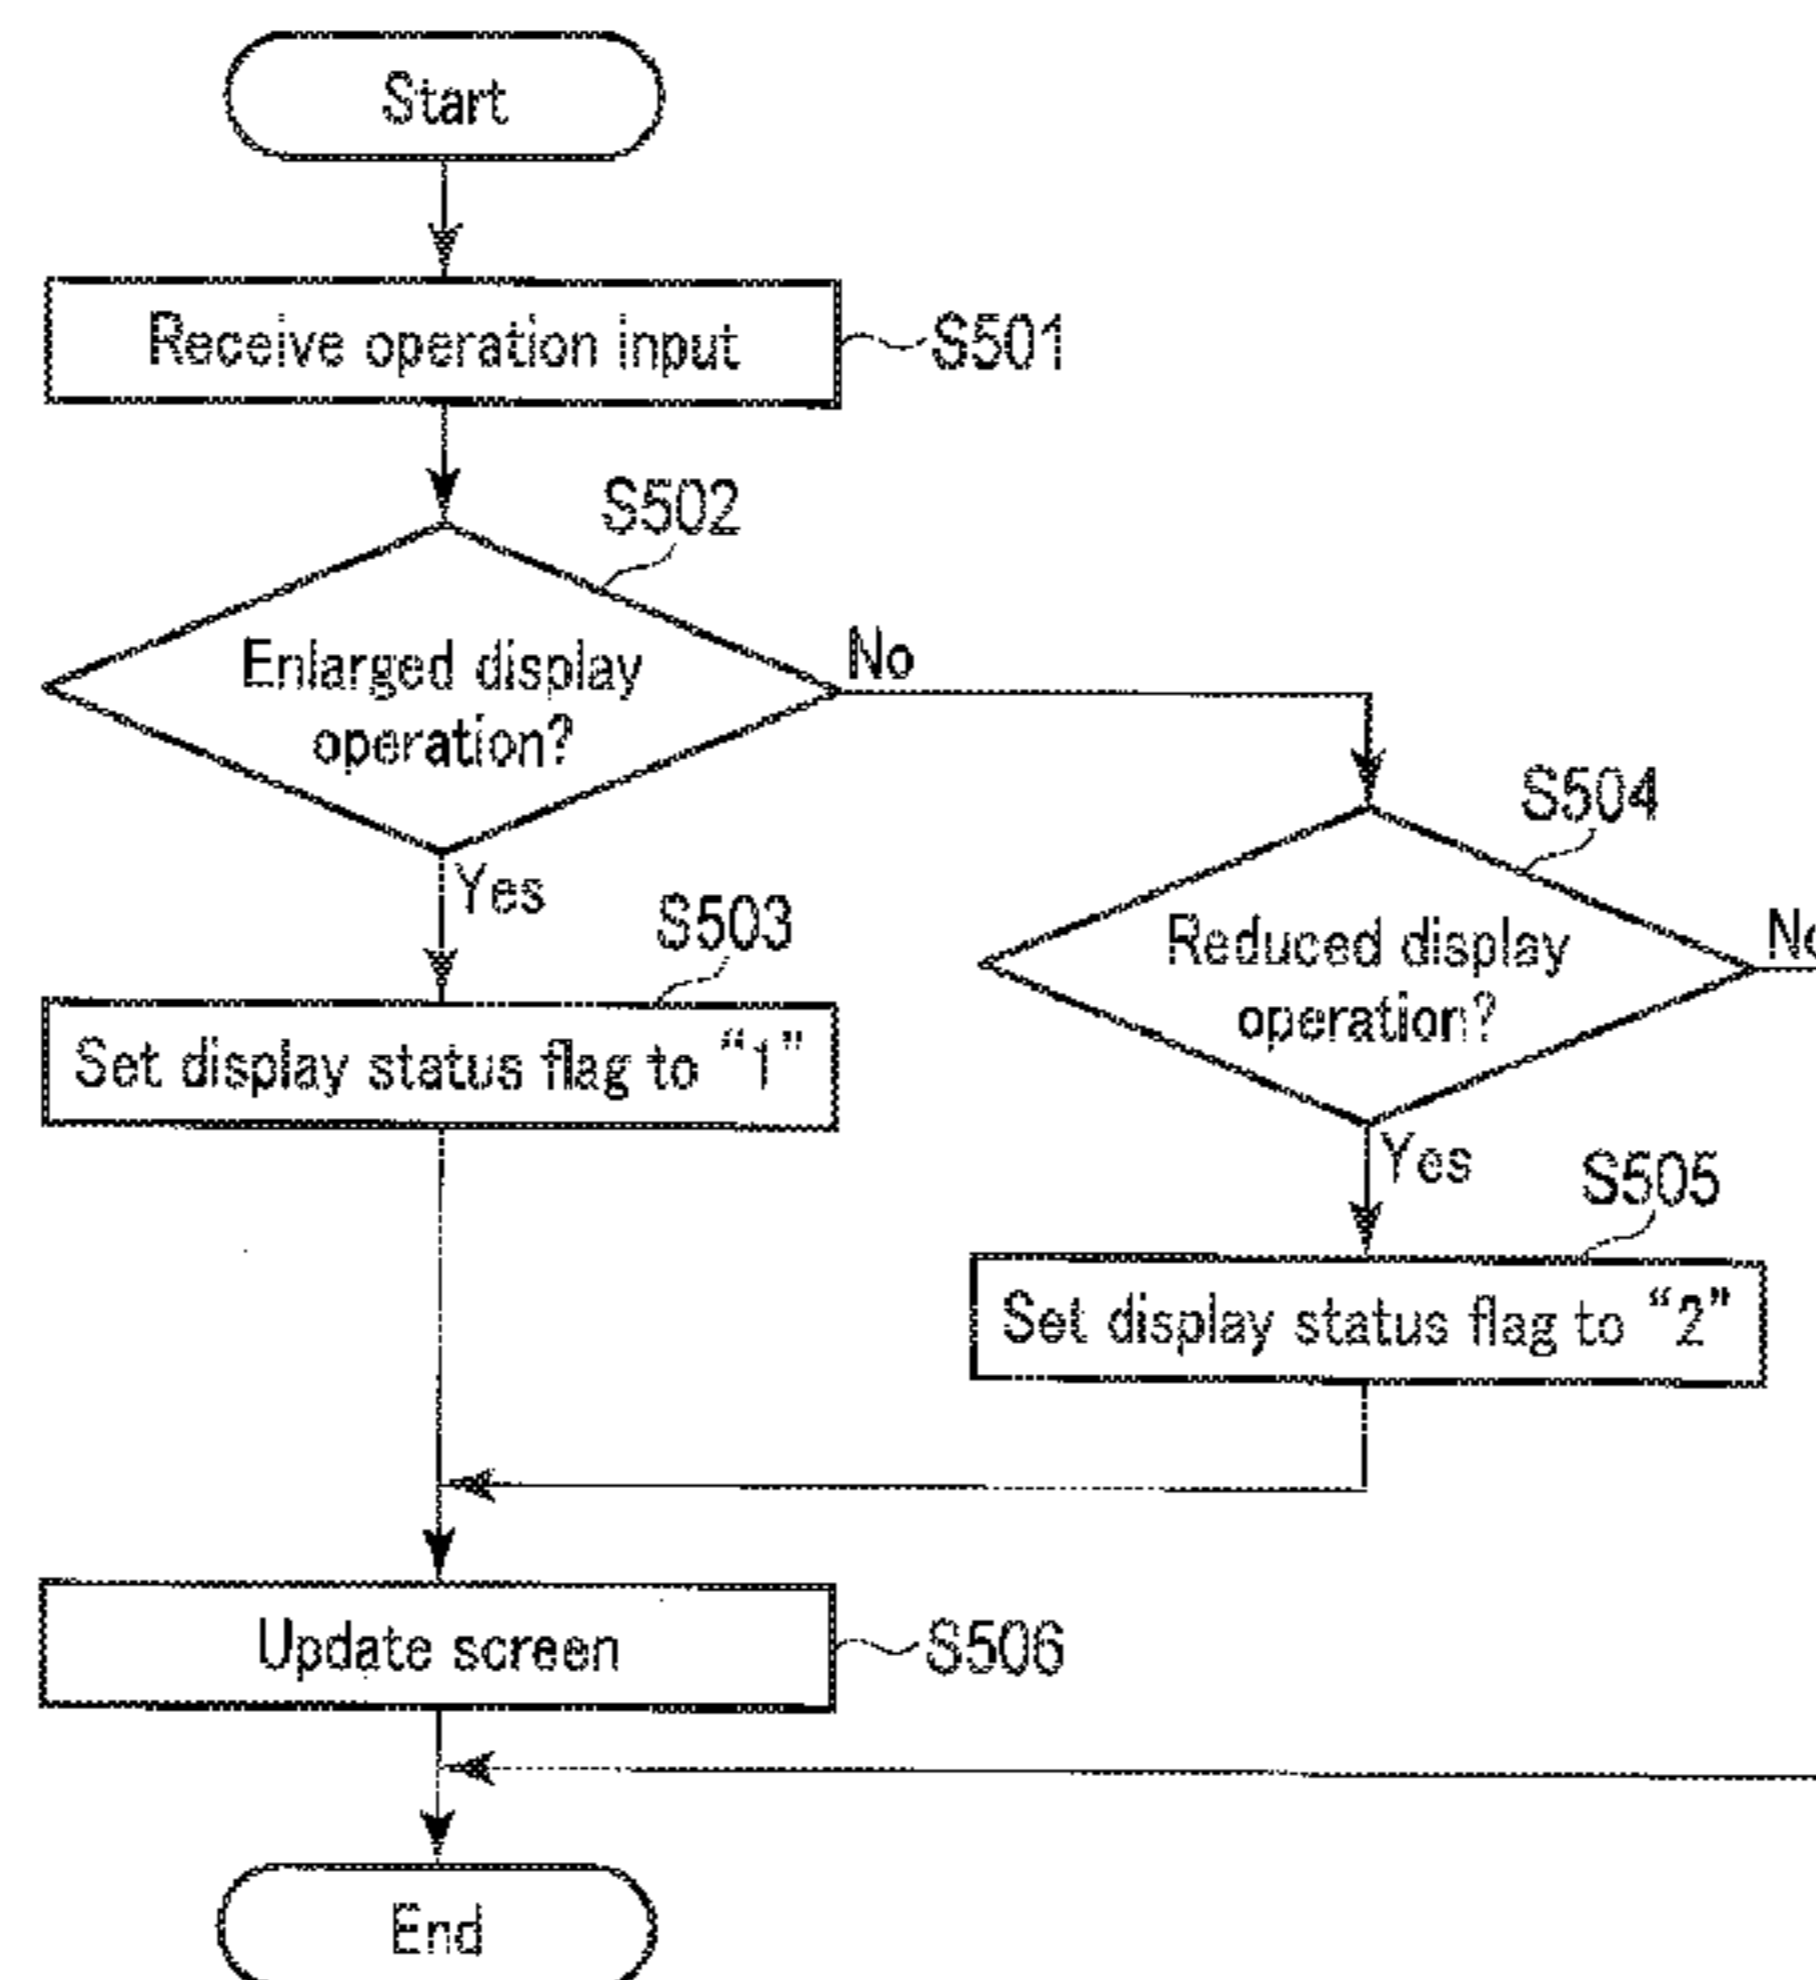 Start
Receive operation input
S501
S502
Enlarged display
operation?
No
Yes
S503
Set display status flag to “1”
S504
Reduced display
operation?
No
Yes
S505
Set display status flag to “2”
Update screen
S506
End